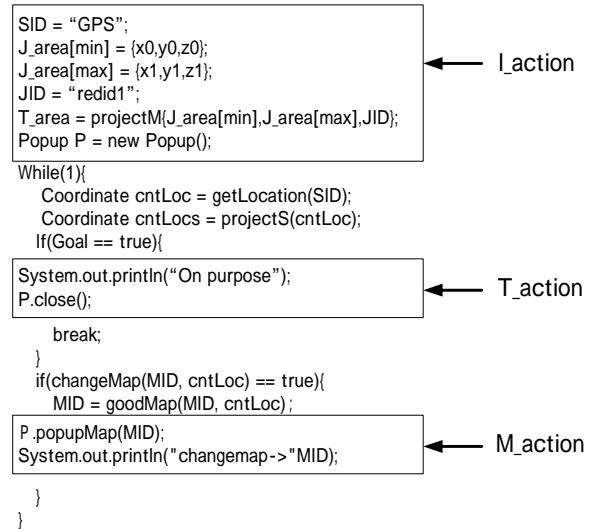 SID = “GPS”;
J_area[min] = {x0,y0,z0};
J_area[max] = {x1,y1,z1};
JID = “redid1”;
T_area = projectM{J_area[min],J_area[max],JID};
Popup P = new Popup();
I_action
While(1){
Coordinate cntLoc = getLocation(SID);
Coordinate cntLocs = projectS(cntLoc);
If(Goal == true){
System.out.println(“On purpose”);
P.close();
T_action
break;
}
if(changeMap(MID, cntLoc) == true){
MID = goodMap(MID, cntLoc);
P.popupMap(MID);
System.out.println("changemap->"MID);
M_action
}
}